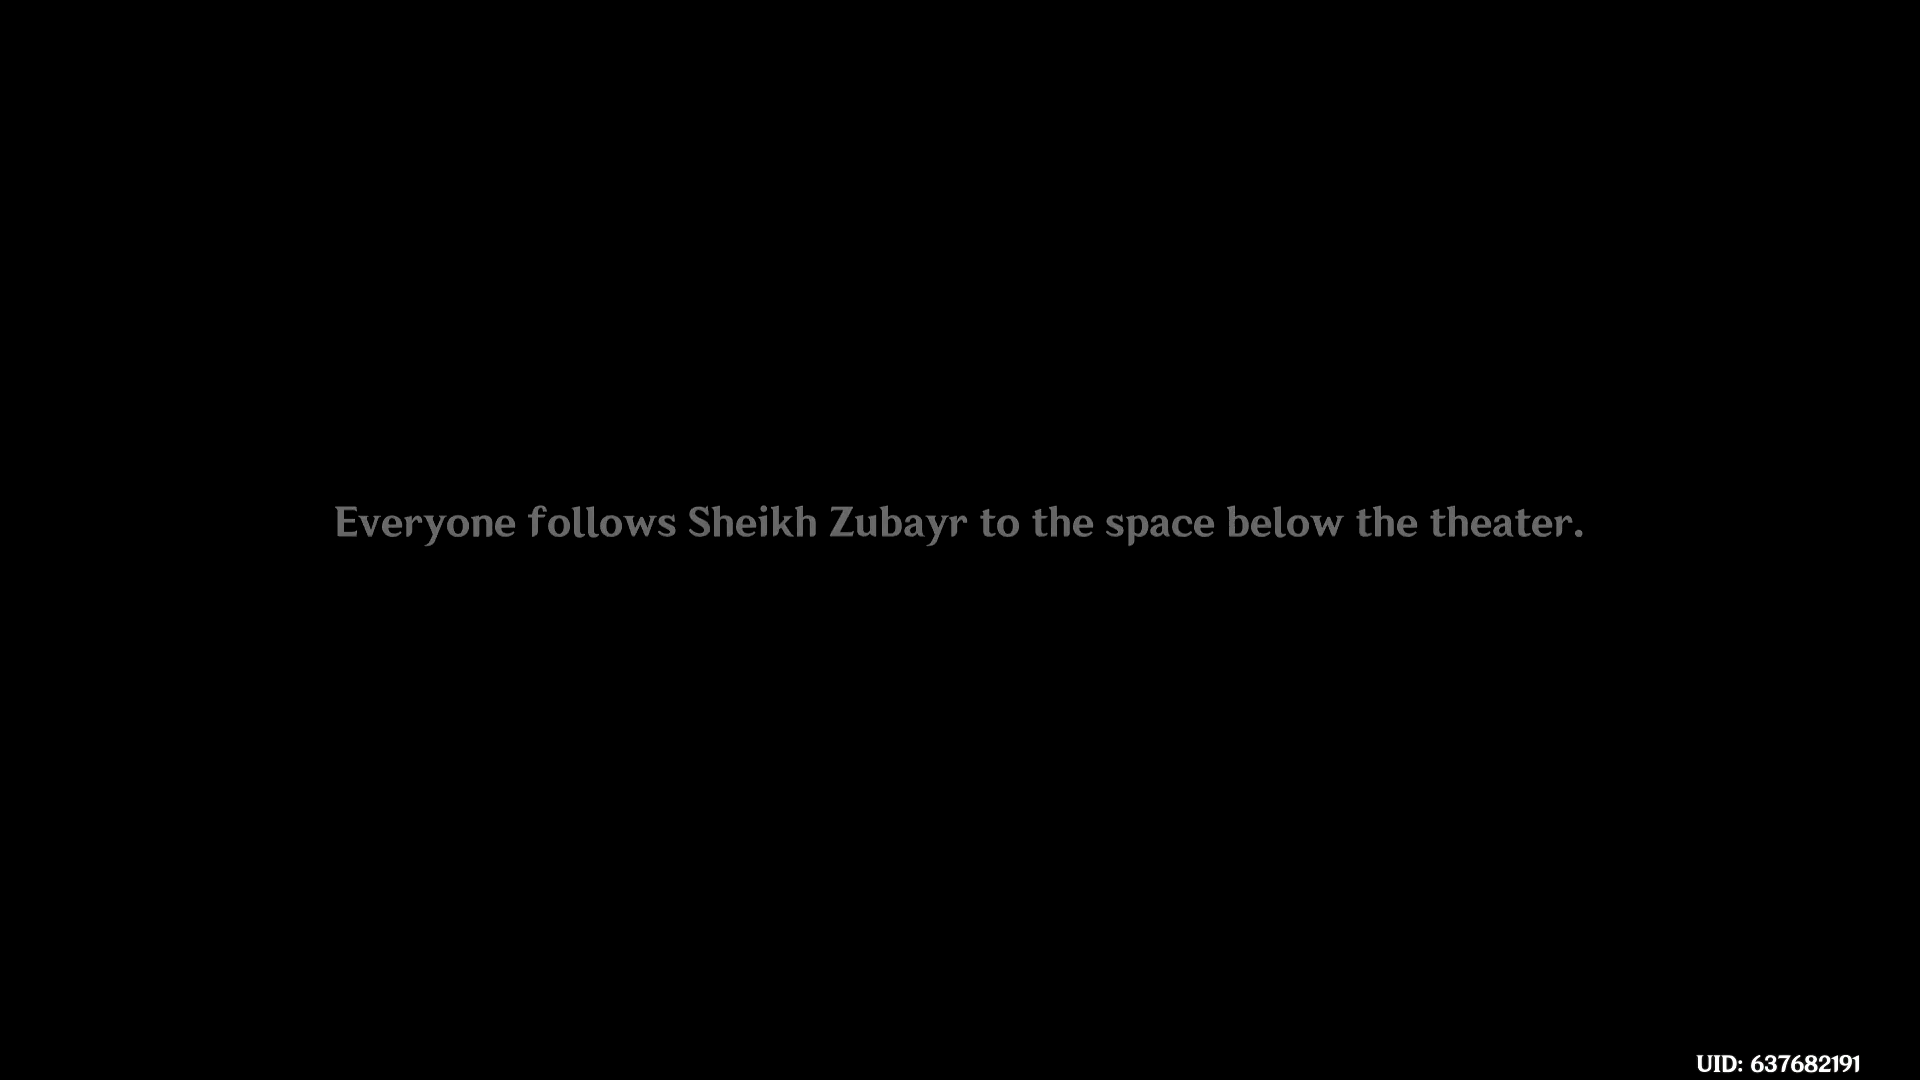 Everyone follows Sheikh Zubayr to the space below the theater.
UID: 637682191